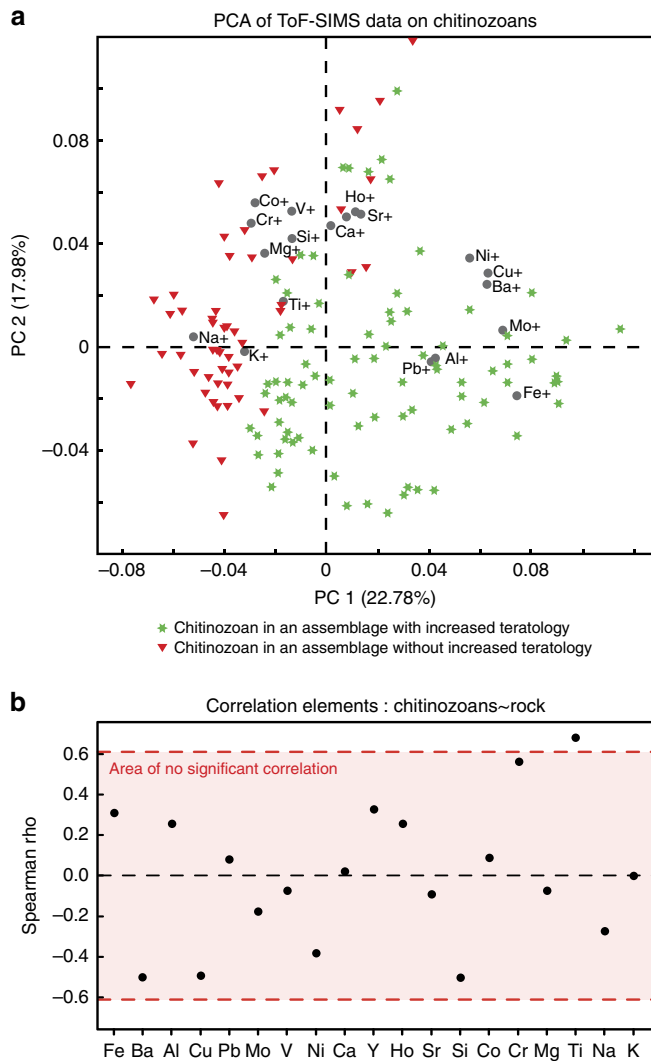 a
PCA of ToF-SIMS data on chitinozoans
PC 2 (17.98%)
0.08
0.04
0
−0.04
Co+
V+
Cr+
Si+
Mg+
Ti+
Na+
K+
Ho+
Sr+
Ca+
Ni+
Cu+
Ba+
Mo+
Pb+
Al+
Fe+
−0.08
−0.04
0
0.04
0.08
PC 1 (22.78%)
Chitinozoan in an assemblage with increased teratology
Chitinozoan in an assemblage without increased teratology
b
Correlation elements : chitinozoans~rock
Spearman rho
0.6
0.4
0.2
0.0
−0.2
−0.4
−0.6
Area of no significant correlation
Fe Ba Al Cu Pb Mo V Ni Ca Y Ho Sr Si Co Cr Mg Ti Na K